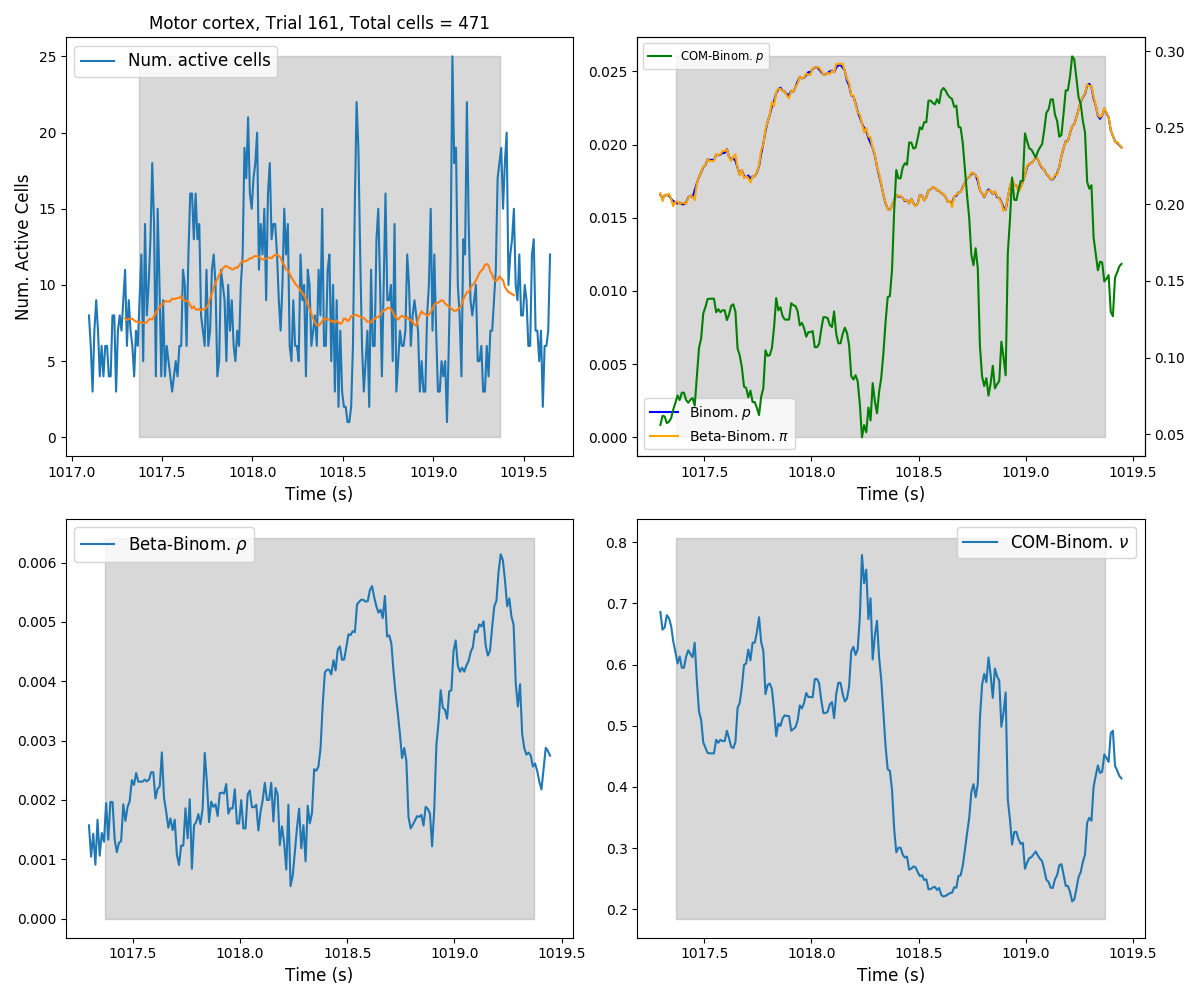 Motor cortex, Trial 161, Total cells = 471
Num. active cells
25
20
15
10
5
0
Num. Active Cells
1017.0 1017.5 1018.0 1018.5 1019.0 1019.5
Time (s)
COM-Binom. p
0.025
0.020
0.015
0.010
0.005
0.000
0.30
0.25
0.20
0.15
0.10
0.05
Binom. p
Beta-Binom. π
1017.5 1018.0 1018.5 1019.0 1019.5
Time (s)
Beta-Binom. ρ
0.006
0.005
0.004
0.003
0.002
0.001
0.000
1017.5 1018.0 1018.5 1019.0 1019.5
Time (s)
COM-Binom. ν
0.8
0.7
0.6
0.5
0.4
0.3
0.2
1017.5 1018.0 1018.5 1019.0 1019.5
Time (s)